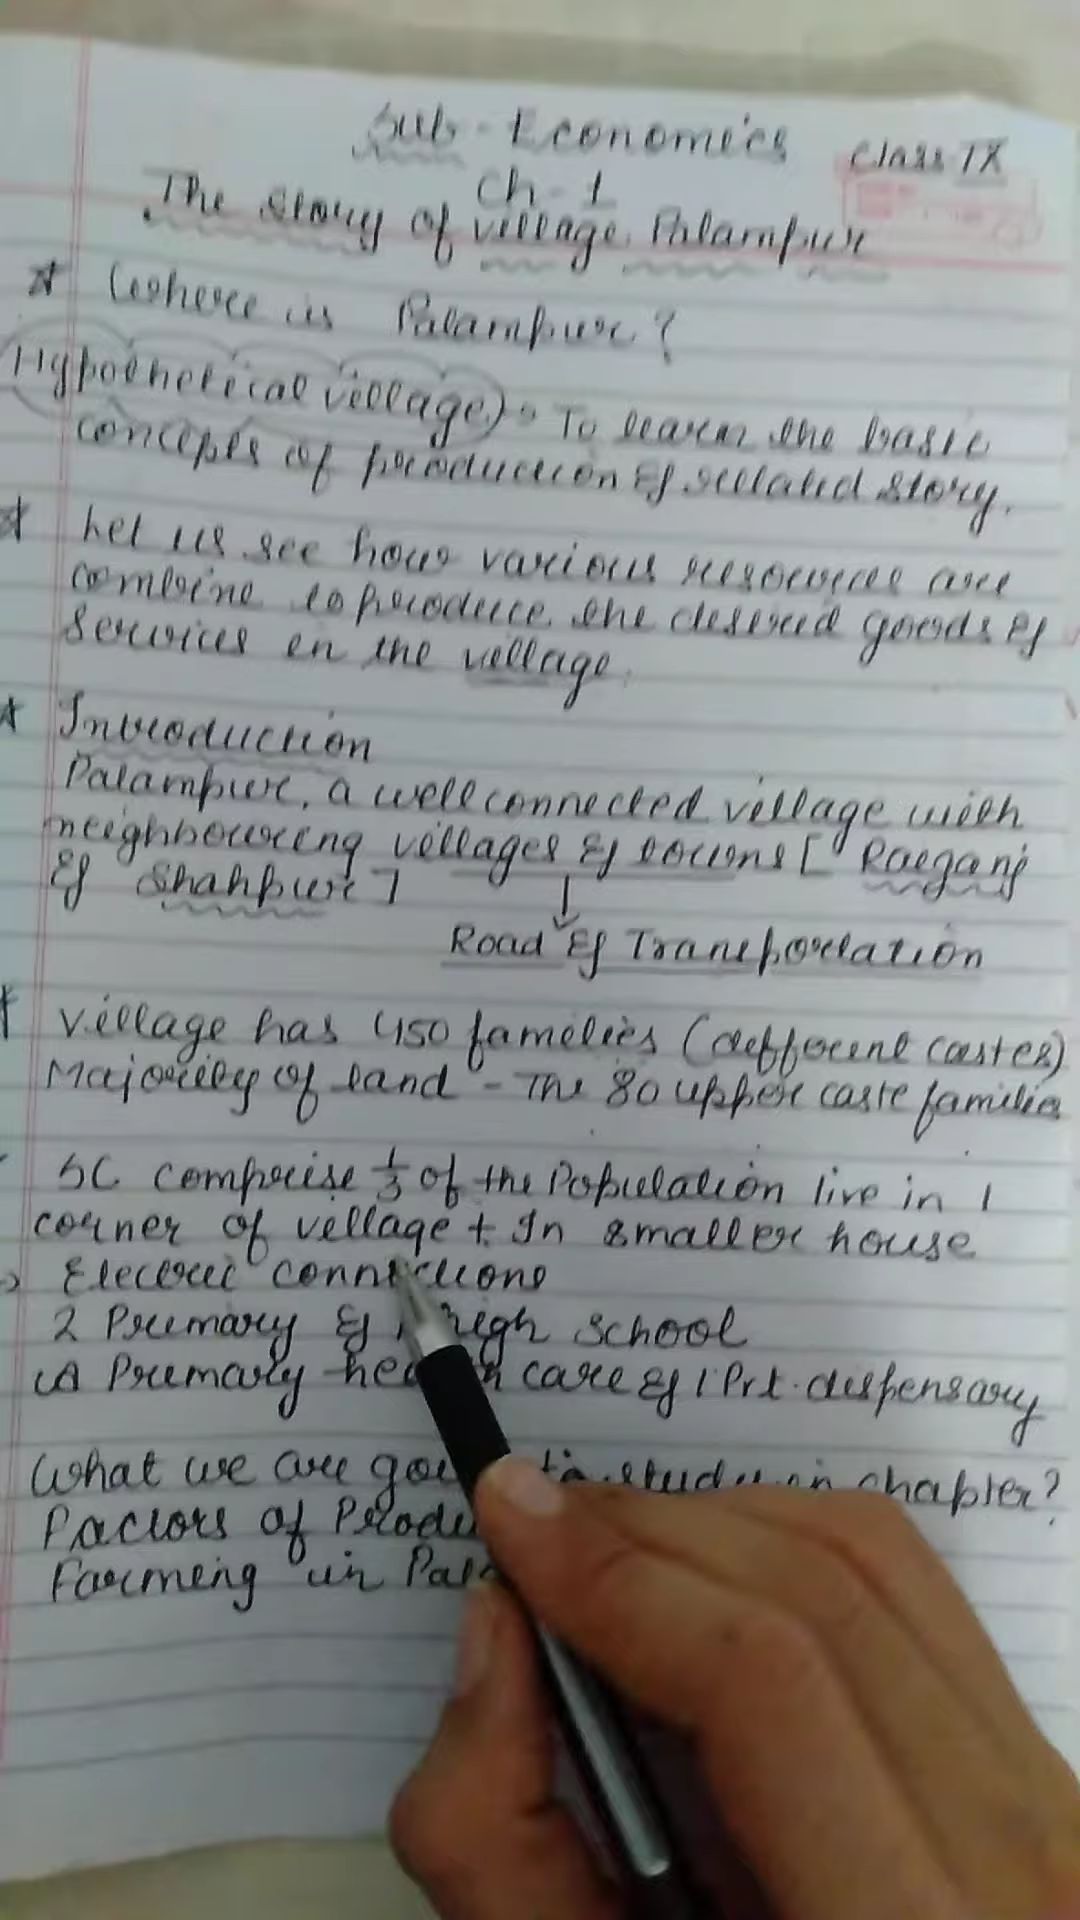 Sub - Economics
Class IX
Ch - 1
The story of village Palampur
* Where is Palampur?
Hypothetical village) - To learn the basic
concepts of production & related story.
* Let us see how various resources are
combine to produce the desired goods &
services in the village.
* Introduction
Palampur, a well connected village with
neighbouring villages & towns [ Raiganj
& Shahpur ]
↓
Road & Transportation
* Village has 450 families (different castes)
Majority of land - The 80 upper caste families
SC comprise 1/3 of the Population live in 1
corner of village + In smaller house
→ Electric connections
2 Primary & high school
A Primary health care & 1 Prt. dispensary
What we are to study in chapter?
Factors of
Farming in